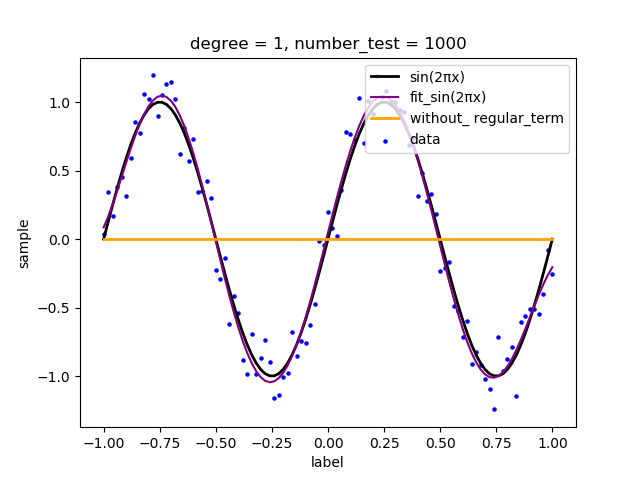 degree = 1, number_test = 1000
sin(2πx)
fit_sin(2πx)
without_ regular_term
data
1.0
0.5
0.0
−0.5
−1.0
sample
−1.00 −0.75 −0.50 −0.25 0.00 0.25 0.50 0.75 1.00
label